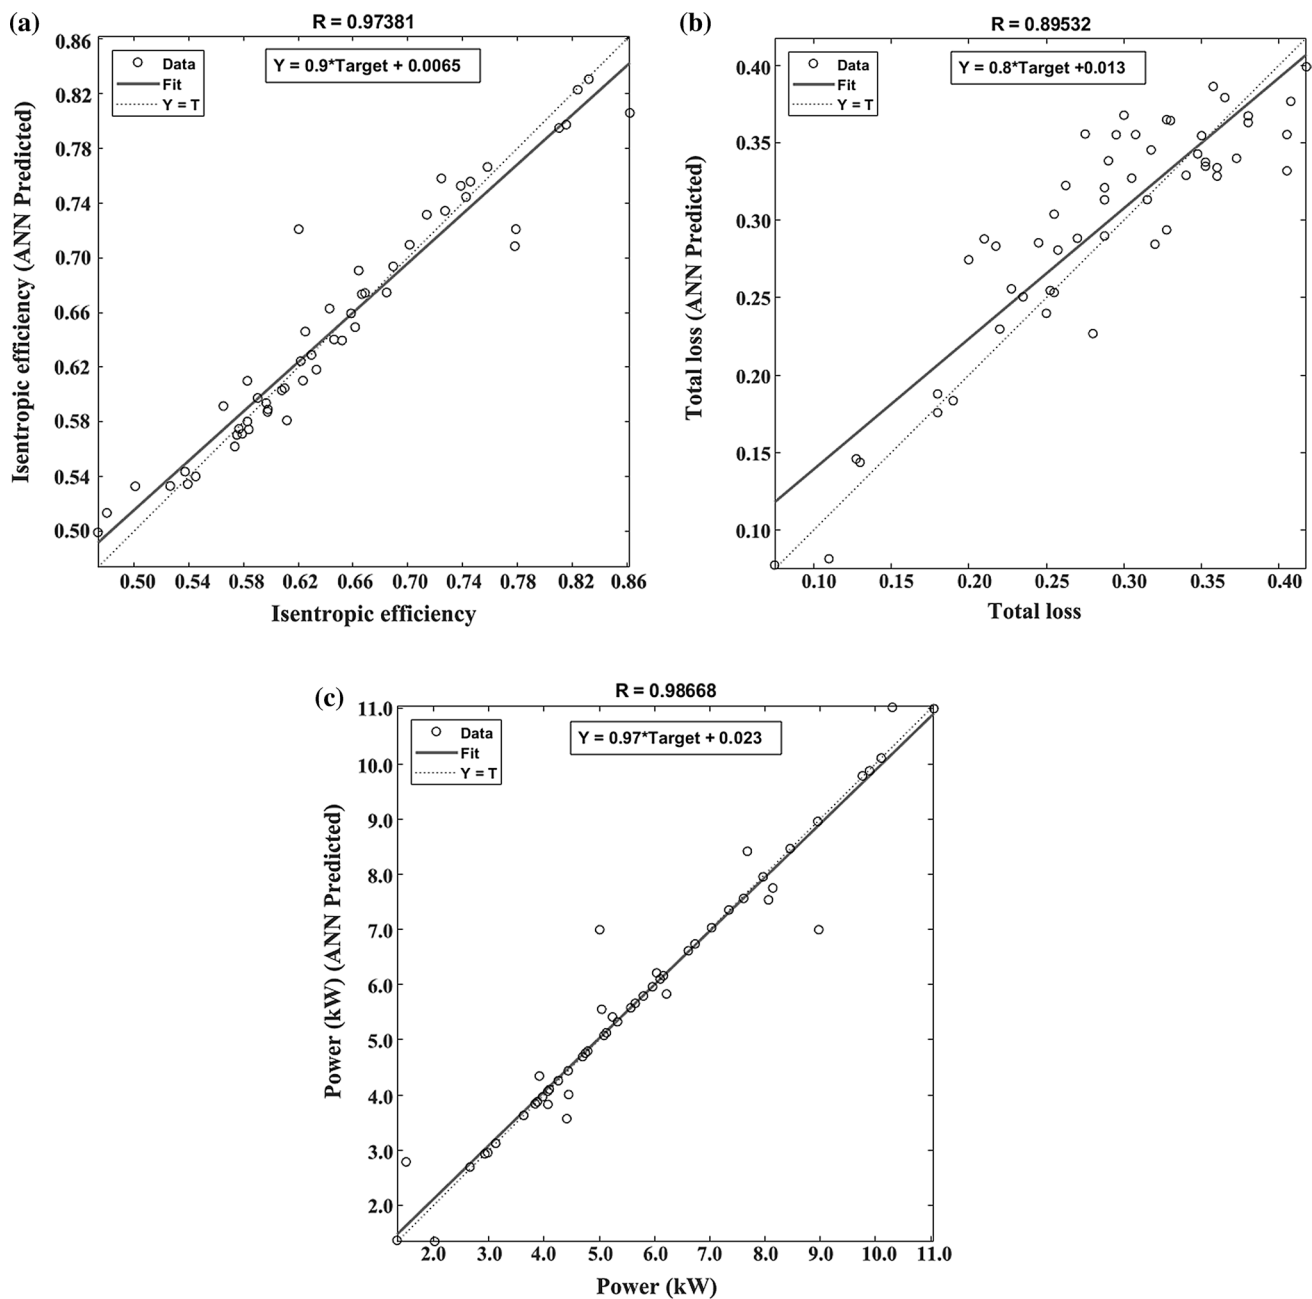 (a)
R = 0.97381
Y = 0.9*Target + 0.0065
Data
Fit
Y = T
0.86
0.82
0.78
0.74
0.70
0.66
0.62
0.58
0.54
0.50
Isentropic efficiency (ANN Predicted)
0.50 0.54 0.58 0.62 0.66 0.70 0.74 0.78 0.82 0.86
Isentropic efficiency
(b)
R = 0.89532
Y = 0.8*Target +0.013
Data
Fit
Y = T
0.40
0.35
0.30
0.25
0.20
0.15
0.10
Total loss (ANN Predicted)
0.10 0.15 0.20 0.25 0.30 0.35 0.40
Total loss
(c)
R = 0.98668
Y = 0.97*Target + 0.023
Data
Fit
Y = T
11.0
10.0
9.0
8.0
7.0
6.0
5.0
4.0
3.0
2.0
Power (kW) (ANN Predicted)
2.0 3.0 4.0 5.0 6.0 7.0 8.0 9.0 10.0 11.0
Power (kW)